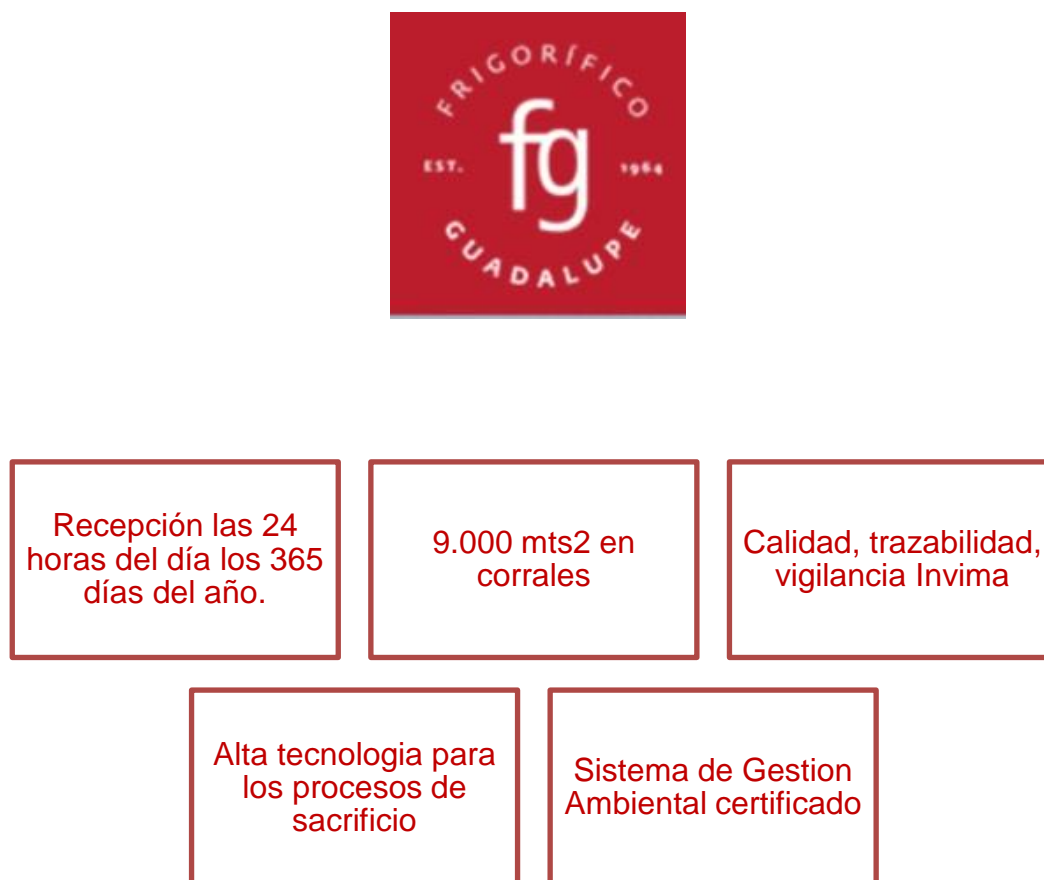 FRIGORÍFICO
fg
EST. 1964
GUADALUPE
Recepción las 24
horas del día los 365
días del año.
9.000 mts2 en
corrales
Calidad, trazabilidad,
vigilancia Invima
Alta tecnologia para
los procesos de
sacrificio
Sistema de Gestion
Ambiental certificado